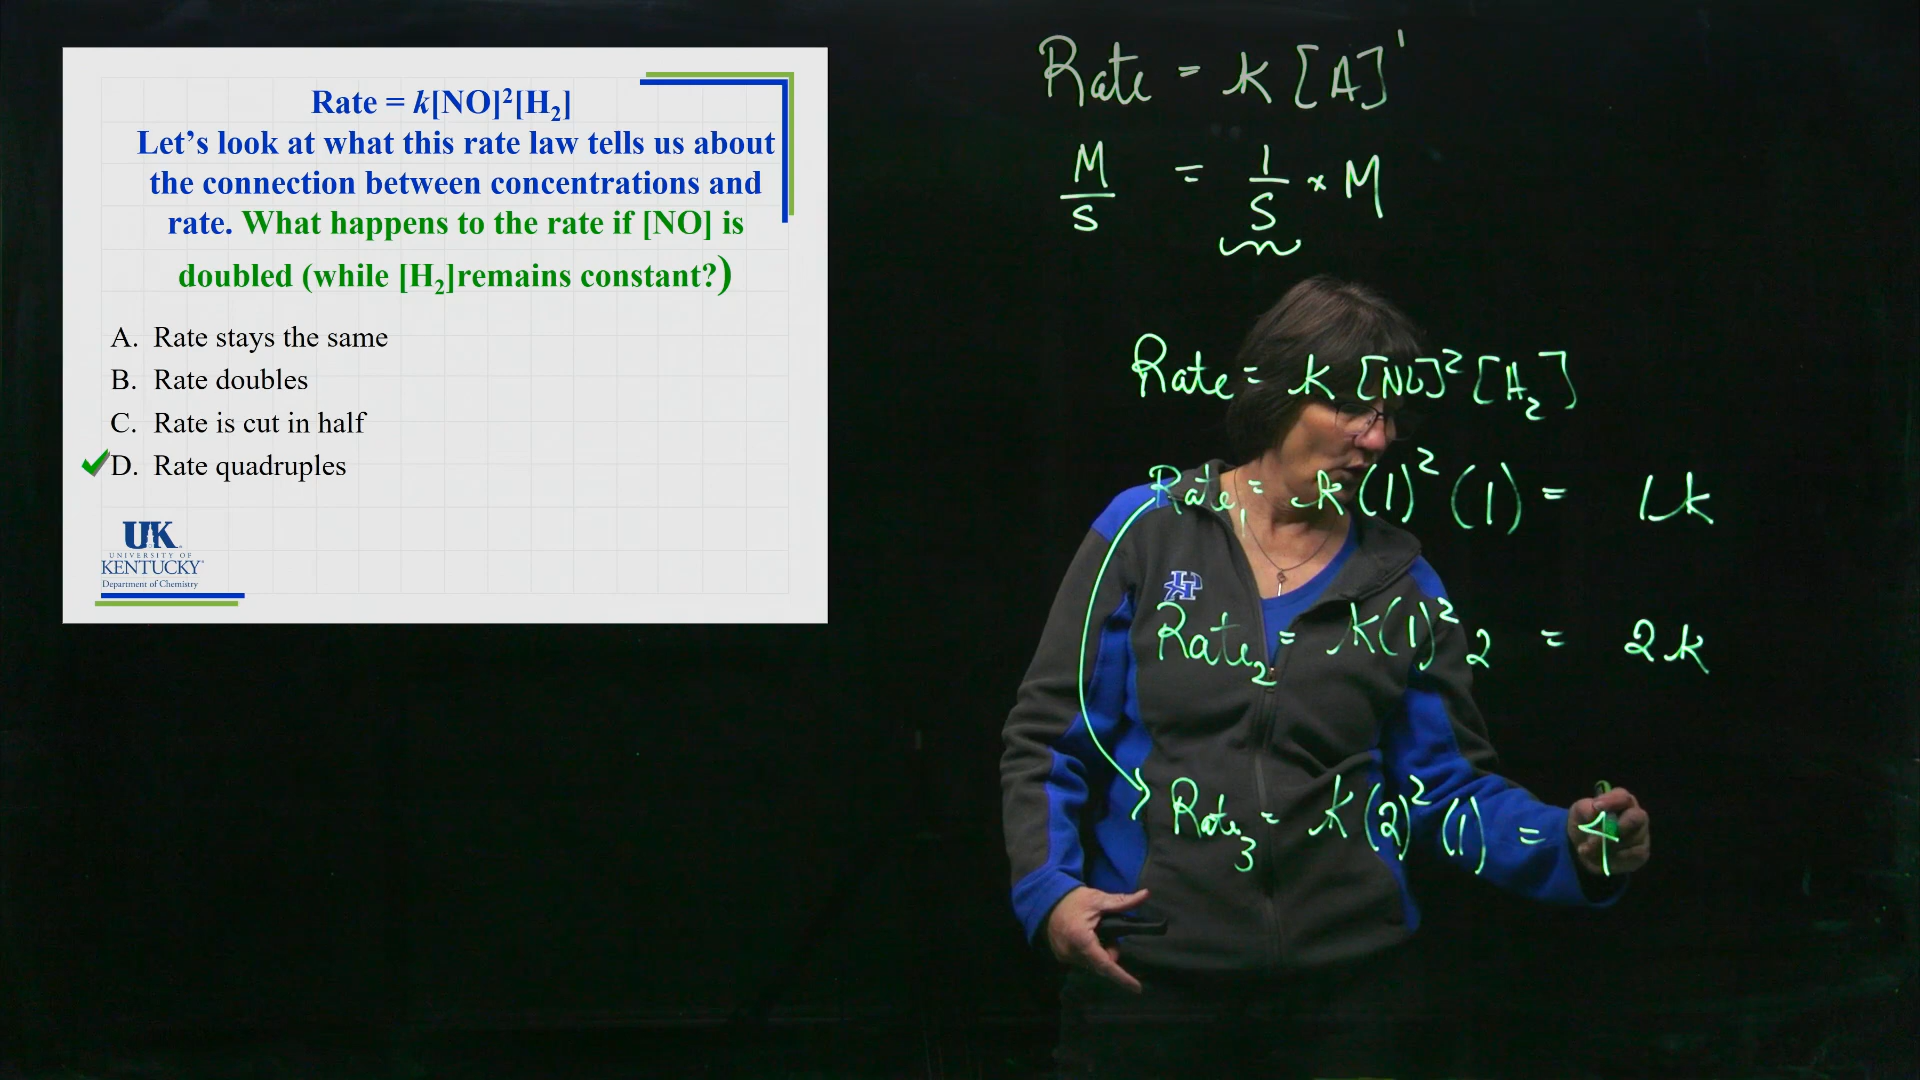 Rate = k[NO]²[H₂]
Let's look at what this rate law tells us about
the connection between concentrations and
rate. What happens to the rate if [NO] is
doubled (while [H₂]remains constant?)
A. Rate stays the same
B. Rate doubles
C. Rate is cut in half
D. Rate quadruples
UK
UNIVERSITY OF
KENTUCKY
Department of Chemistry
Rate = k [A]¹
M/S = 1/S × M
Rate = k [NO]² [H₂]
Rate₁ = k(1)² (1) = 1k
Rate₂ = k(1)² 2 = 2k
Rate₃ = k(2)² (1) = 4